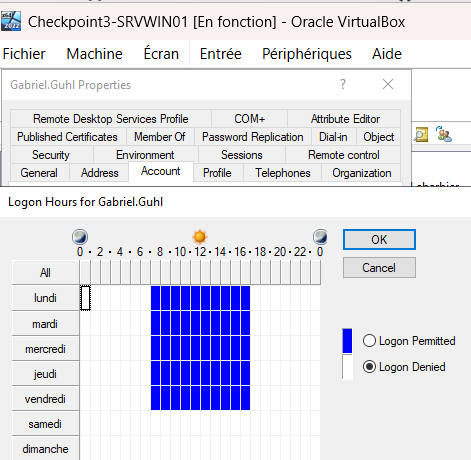 Checkpoint3-SRVWIN01 [En fonction] - Oracle VirtualBox
Fichier Machine Écran Entrée Périphériques Aide
Gabriel.Guhl Properties ? ×
Remote Desktop Services Profile COM+ Attribute Editor
Published Certificates Member Of Password Replication Dial-in Object
Security Environment Sessions Remote control
General Address Account Profile Telephones Organization
Logon Hours for Gabriel.Guhl
0 · 2 · 4 · 6 · 8 · 10 · 12 · 14 · 16 · 18 · 20 · 22 · 0
OK
Cancel
All
lundi
mardi
mercredi
jeudi
vendredi
samedi
dimanche
Logon Permitted
Logon Denied